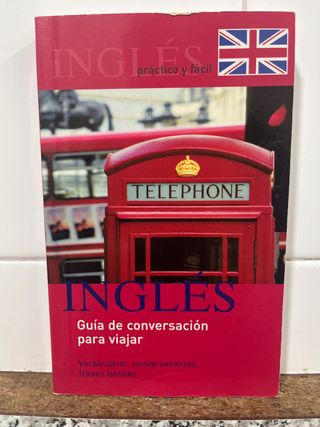 INGLÉS
práctico y fácil
TELEPHONE
INGLÉS
Guía de conversación
para viajar
Vocabulario, conversaciones,
frases hechas